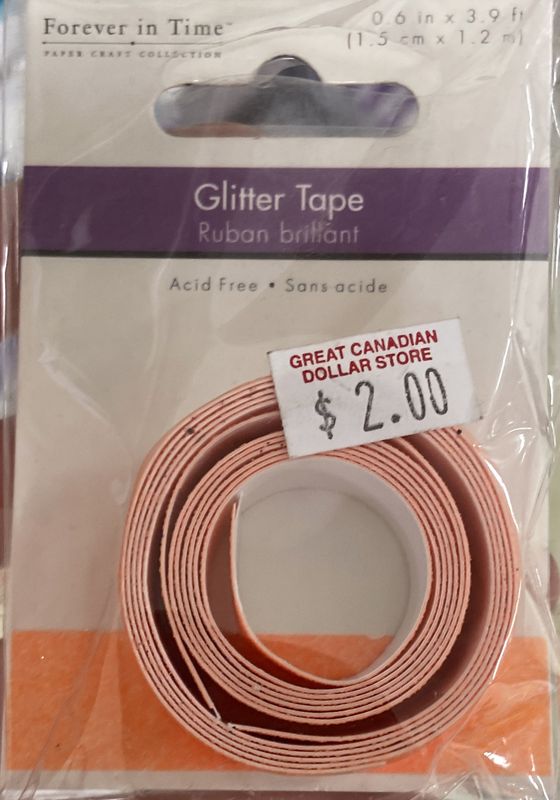 Forever in Time™
PAPER CRAFT COLLECTION
0.6 in x 3.9 ft
(1.5 cm x 1.2 m)
Glitter Tape
Ruban brillant
Acid Free • Sans acide
GREAT CANADIAN
DOLLAR STORE
$ 2.00